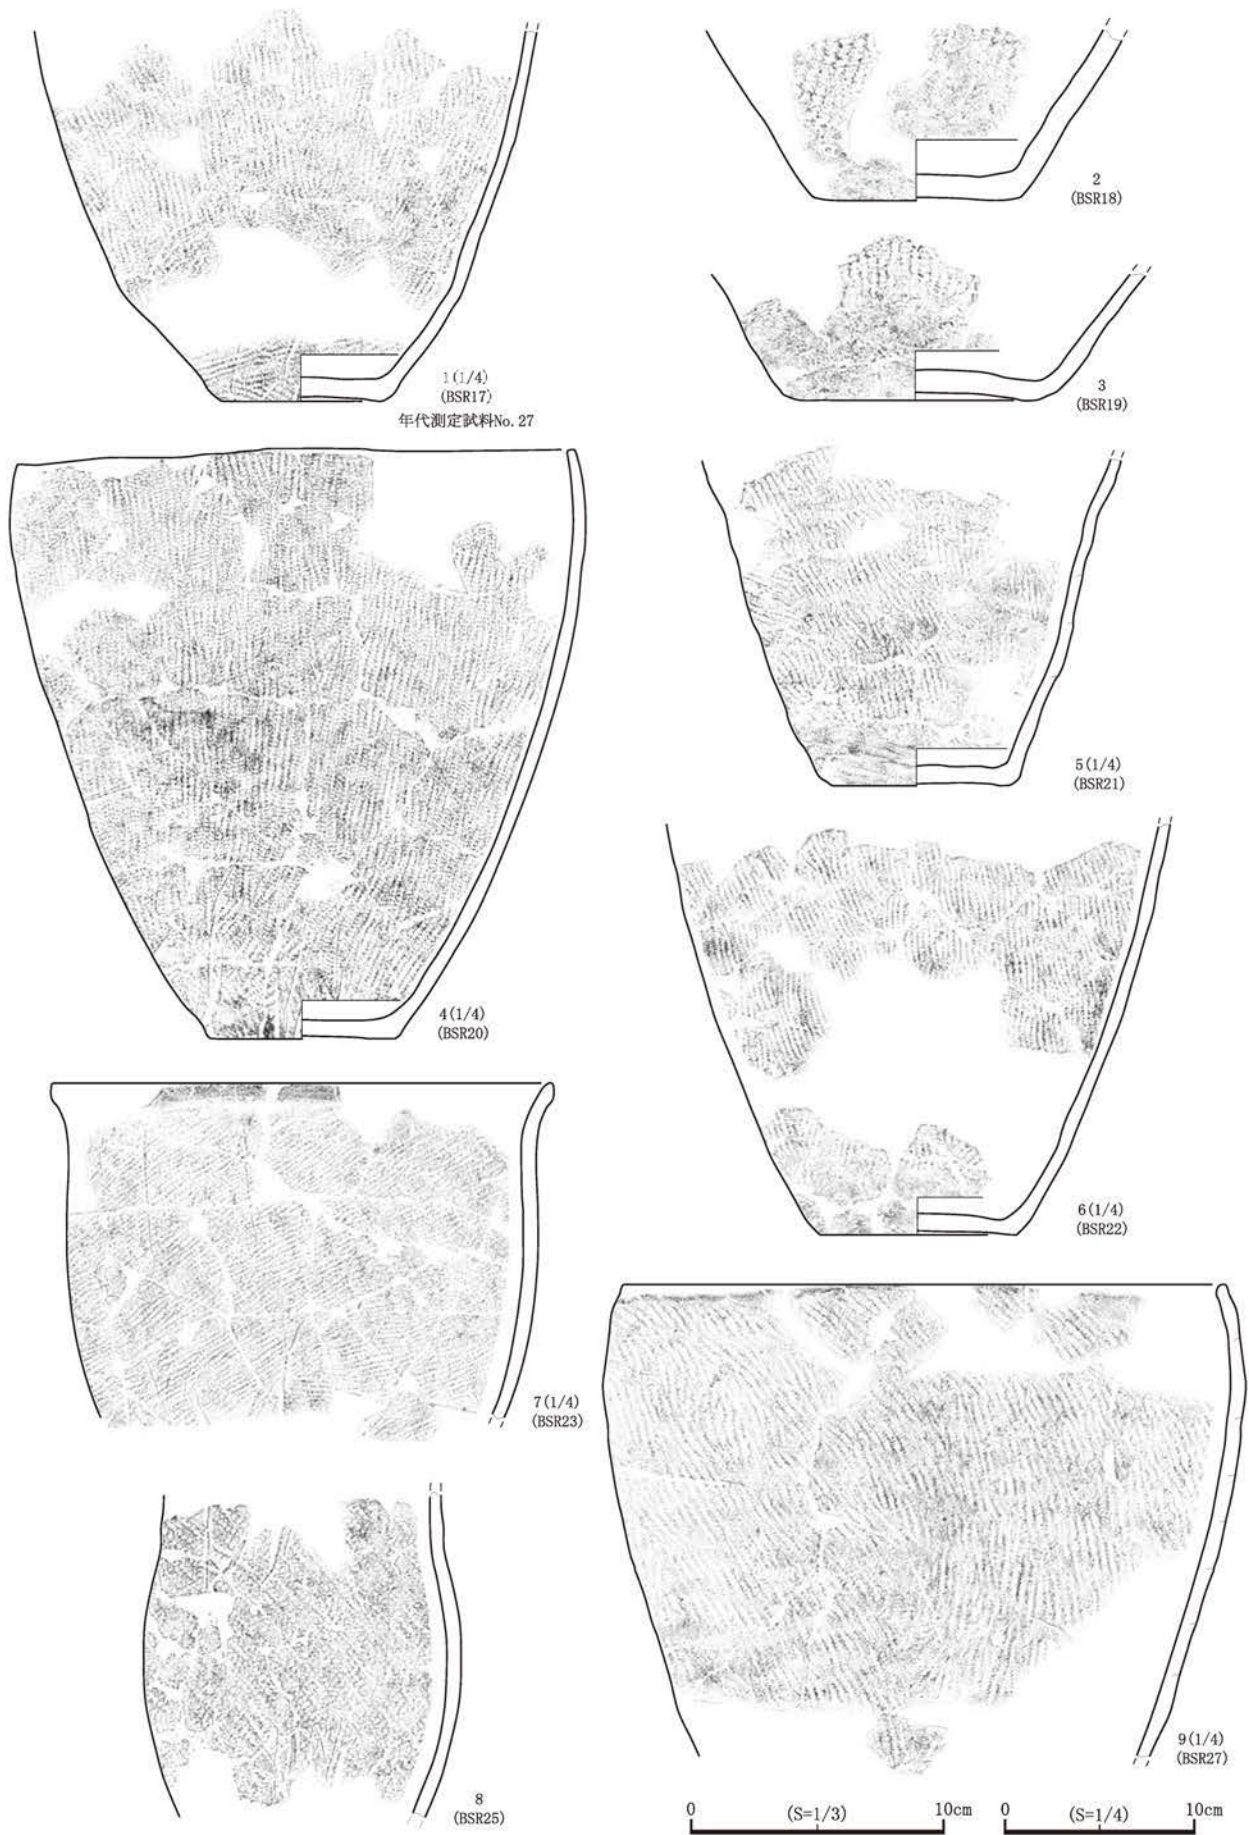 1(1/4)
(BSR17)
年代測定試料No.27
2
(BSR18)
3
(BSR19)
4(1/4)
(BSR20)
5(1/4)
(BSR21)
6(1/4)
(BSR22)
7(1/4)
(BSR23)
8
(BSR25)
9(1/4)
(BSR27)
0 (S=1/3) 10cm
0 (S=1/4) 10cm